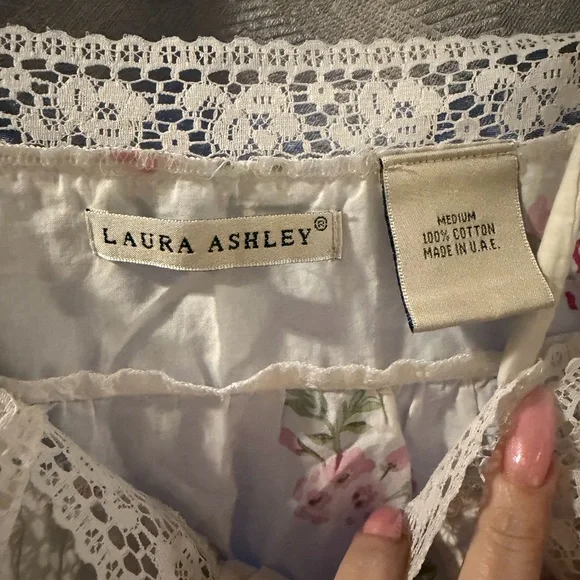 LAURA ASHLEY®
MEDIUM
100% COTTON
MADE IN U.A.E.